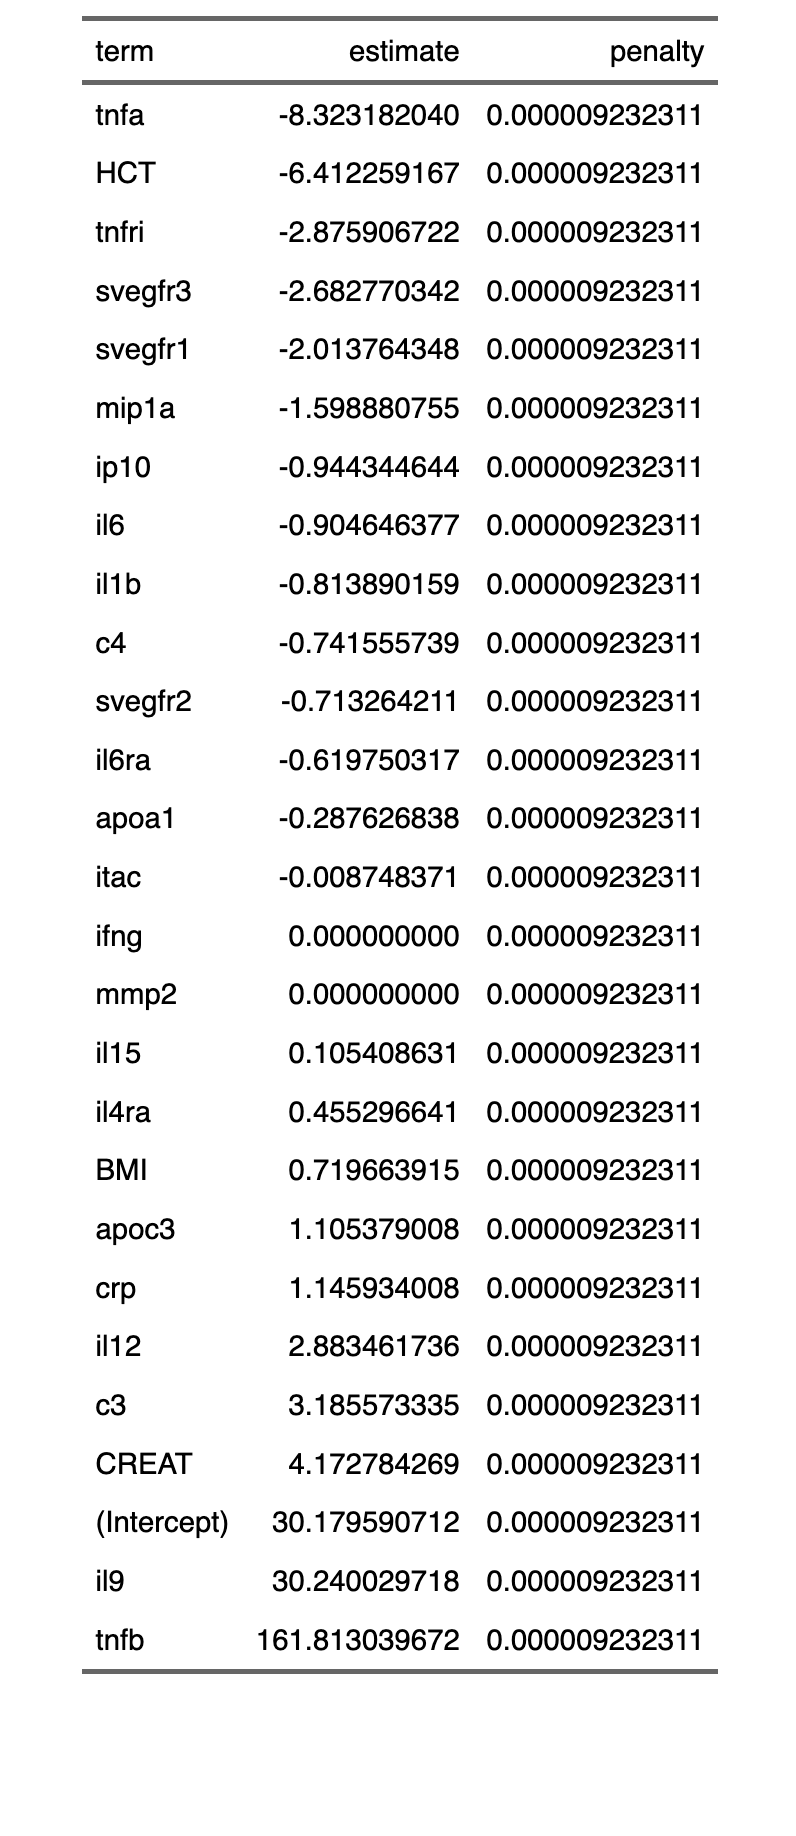 term estimate penalty
tnfa -8.323182040 0.000009232311
HCT -6.412259167 0.000009232311
tnfri -2.875906722 0.000009232311
svegfr3 -2.682770342 0.000009232311
svegfr1 -2.013764348 0.000009232311
mip1a -1.598880755 0.000009232311
ip10 -0.944344644 0.000009232311
il6 -0.904646377 0.000009232311
il1b -0.813890159 0.000009232311
c4 -0.741555739 0.000009232311
svegfr2 -0.713264211 0.000009232311
il6ra -0.619750317 0.000009232311
apoa1 -0.287626838 0.000009232311
itac -0.008748371 0.000009232311
ifng 0.000000000 0.000009232311
mmp2 0.000000000 0.000009232311
il15 0.105408631 0.000009232311
il4ra 0.455296641 0.000009232311
BMI 0.719663915 0.000009232311
apoc3 1.105379008 0.000009232311
crp 1.145934008 0.000009232311
il12 2.883461736 0.000009232311
c3 3.185573335 0.000009232311
CREAT 4.172784269 0.000009232311
(Intercept) 30.179590712 0.000009232311
il9 30.240029718 0.000009232311
tnfb 161.813039672 0.000009232311